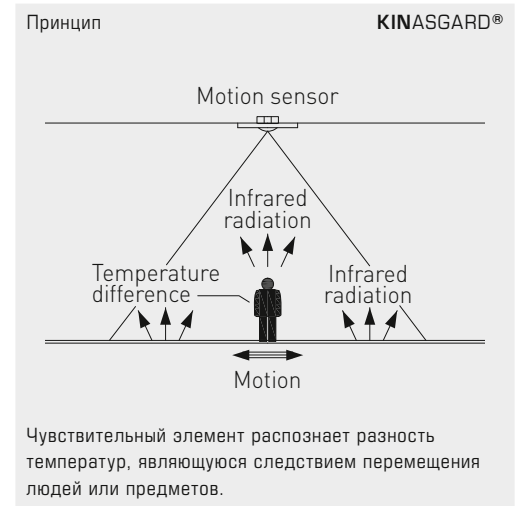 Принцип
KINASGARD®
Motion sensor
Infrared
radiation
Temperature
difference
Infrared
radiation
Motion
Чувствительный элемент распознает разность
температур, являющуюся следствием перемещения
людей или предметов.